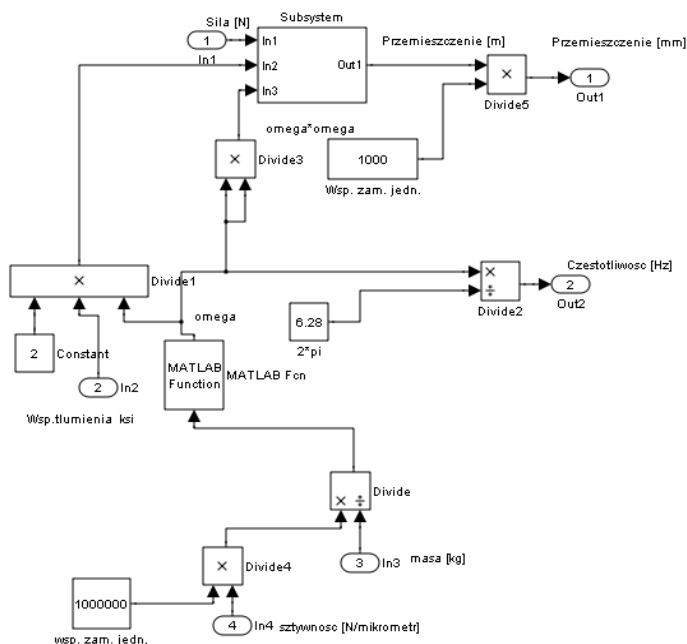 Subsystem
Sila [N]
1
In1
In1
In2
In3
Out1
Przemieszczenie [m]
Przemieszczenie [mm]
×
Divide5
1
Out1
omega*omega
×
Divide3
1000
Wsp. zam. jedn.
×
Divide1
Czestotliwosc [Hz]
×
÷
Divide2
2
Out2
omega
6.28
2*pi
2
Constant
2
In2
MATLAB
Function
MATLAB Fcn
Wsp.tlumienia ksi
× ÷
Divide
×
Divide4
3
In3
masa [kg]
1000000
wsp. zam. jedn.
4
In4
sztywnosc [N/mikrometr]